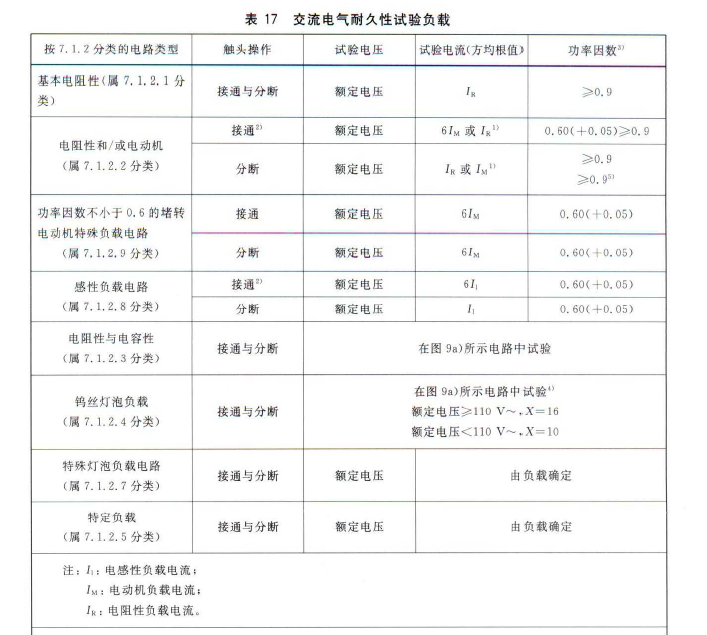 表 17 交流电气耐久性试验负载
按 7.1.2 分类的电路类型 触头操作 试验电压 试验电流(方均根值) 功率因数3)
基本电阻性(属 7.1.2.1 分
类)
接通与分断 额定电压 IR ≥0.9
电阻性和/或电动机
(属 7.1.2.2 分类)
接通2) 额定电压 6IM 或 IR1) 0.60(+0.05)≥0.9
分断 额定电压 IR 或 IM1) ≥0.9
≥0.95)
功率因数不小于 0.6 的堵转
电动机特殊负载电路
(属 7.1.2.9 分类)
接通 额定电压 6IM 0.60(+0.05)
分断 额定电压 6IM 0.60(+0.05)
感性负载电路
(属 7.1.2.8 分类)
接通2) 额定电压 6II 0.60(+0.05)
分断 额定电压 II 0.60(+0.05)
电阻性与电容性
(属 7.1.2.3 分类)
接通与分断 在图 9a)所示电路中试验
钨丝灯泡负载
(属 7.1.2.4 分类)
接通与分断 在图 9a)所示电路中试验4)
额定电压≥110 V~,X=16
额定电压<110 V~,X=10
特殊灯泡负载电路
(属 7.1.2.7 分类)
接通与分断 额定电压 由负载确定
特定负载
(属 7.1.2.5 分类)
接通与分断 额定电压 由负载确定
注:II:电感性负载电流;
IM:电动机负载电流;
IR:电阻性负载电流。